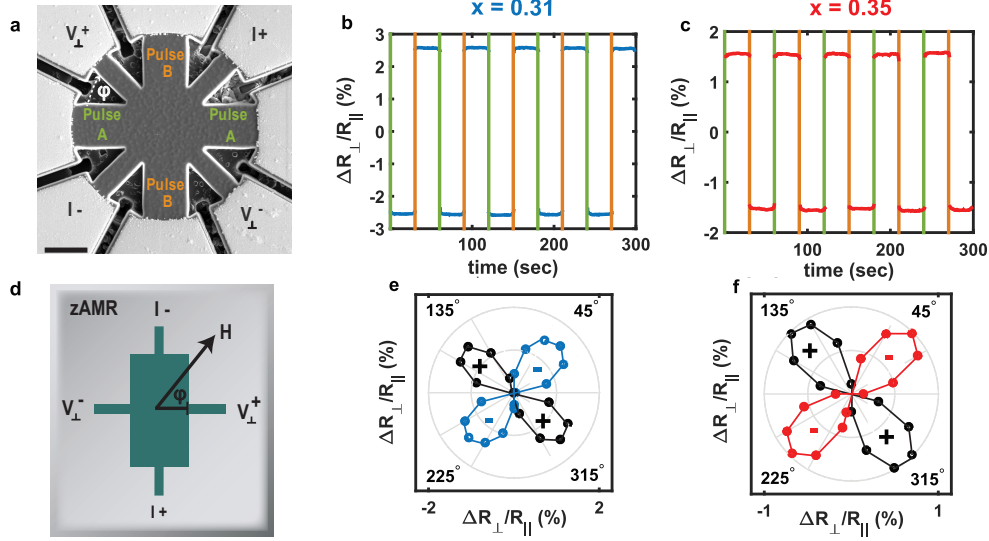 x = 0.31
x = 0.35
a
V⊥+
I+
Pulse
B
φ
Pulse
A
Pulse
A
Pulse
B
I -
V⊥-
b
ΔR⊥/R|| (%)
3
2
1
0
-1
-2
-3
0
100
200
300
time (sec)
c
ΔR⊥/R|| (%)
2
1
0
-1
-2
0
100
200
300
time (sec)
d
zAMR
I -
H
φ
V⊥-
V⊥+
I+
e
135°
45°
+
-
-
+
225°
315°
ΔR⊥/R|| (%)
-2
2
ΔR⊥/R|| (%)
f
135°
45°
+
-
-
+
225°
315°
ΔR⊥/R|| (%)
-1
1
ΔR⊥/R|| (%)